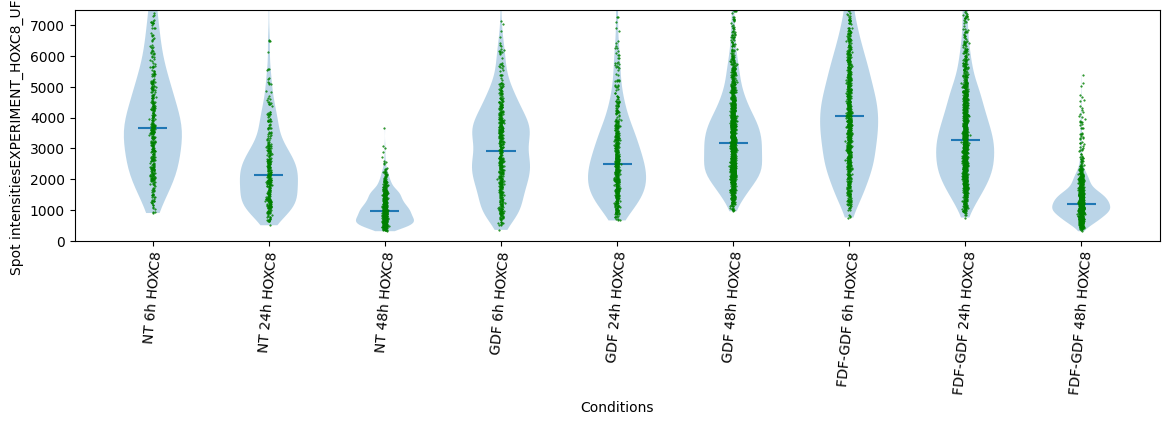 Spot intensitiesEXPERIMENT_HOXC8_UF
7000
6000
5000
4000
3000
2000
1000
0
NT 6h HOXC8
NT 24h HOXC8
NT 48h HOXC8
GDF 6h HOXC8
GDF 24h HOXC8
GDF 48h HOXC8
FDF-GDF 6h HOXC8
FDF-GDF 24h HOXC8
FDF-GDF 48h HOXC8
Conditions